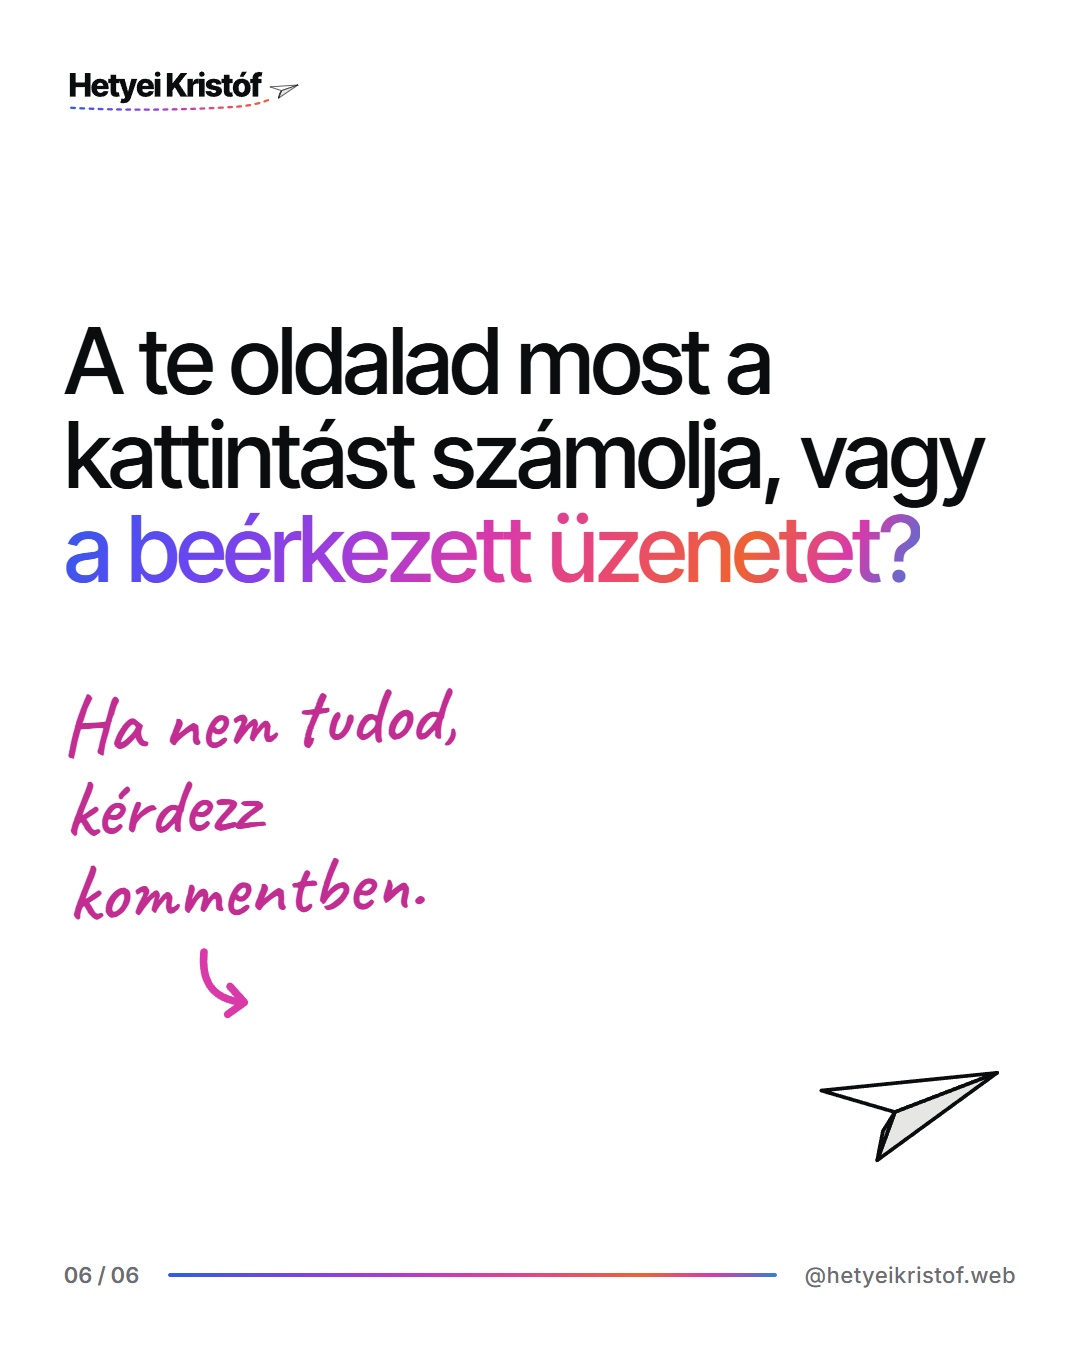 Hetyei Kristóf
A te oldalad most a
kattintást számolja, vagy
a beérkezett üzenetet?
Ha nem tudod,
kérdezz
kommentben.
06 / 06
@hetyeikristof.web